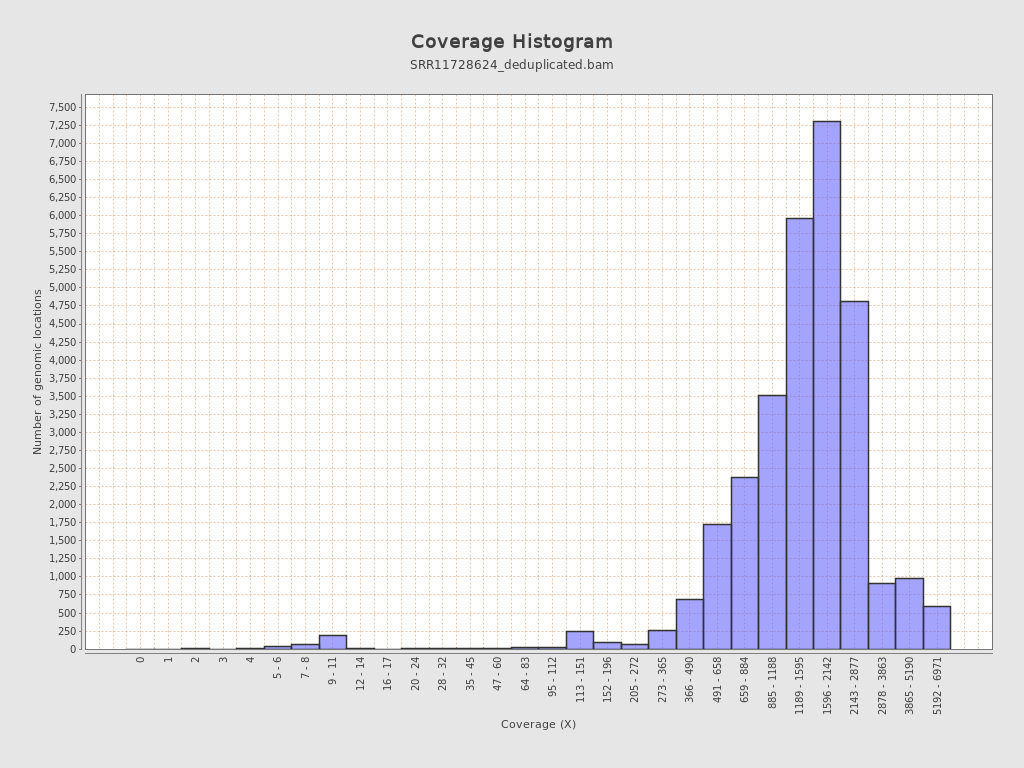 Coverage Histogram
SRR11728624_deduplicated.bam
Number of genomic locations
7,500
7,250
7,000
6,750
6,500
6,250
6,000
5,750
5,500
5,250
5,000
4,750
4,500
4,250
4,000
3,750
3,500
3,250
3,000
2,750
2,500
2,250
2,000
1,750
1,500
1,250
1,000
750
500
250
0
0
1
2
3
4
5 - 6
7 - 8
9 - 11
12 - 14
16 - 17
20 - 24
28 - 32
35 - 45
47 - 60
64 - 83
95 - 112
113 - 151
152 - 196
205 - 272
273 - 365
366 - 490
491 - 658
659 - 884
885 - 1188
1189 - 1595
1596 - 2142
2143 - 2877
2878 - 3863
3865 - 5190
5192 - 6971
Coverage (X)